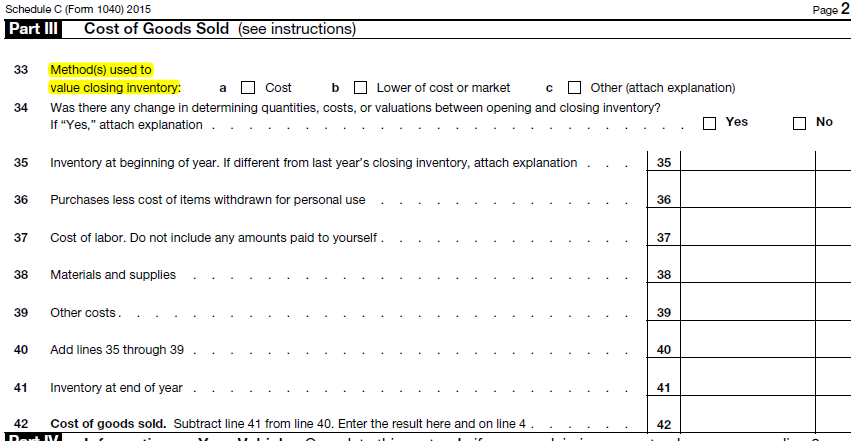 Schedule C (Form 1040) 2015 Page 2
Part III Cost of Goods Sold (see instructions)
33 Method(s) used to
value closing inventory: a Cost b Lower of cost or market c Other (attach explanation)
34 Was there any change in determining quantities, costs, or valuations between opening and closing inventory?
If “Yes,” attach explanation . . . . . . . . . . . . . . . . . . . . . . . . . . Yes No
35 Inventory at beginning of year. If different from last year’s closing inventory, attach explanation . . . 35
36 Purchases less cost of items withdrawn for personal use . . . . . . . . . . . . . . 36
37 Cost of labor. Do not include any amounts paid to yourself . . . . . . . . . . . . . . 37
38 Materials and supplies . . . . . . . . . . . . . . . . . . . . . . . . 38
39 Other costs . . . . . . . . . . . . . . . . . . . . . . . . . . . . 39
40 Add lines 35 through 39 . . . . . . . . . . . . . . . . . . . . . . . . 40
41 Inventory at end of year . . . . . . . . . . . . . . . . . . . . . . . . 41
42 Cost of goods sold. Subtract line 41 from line 40. Enter the result here and on line 4 . . . . . . 42
Part IV